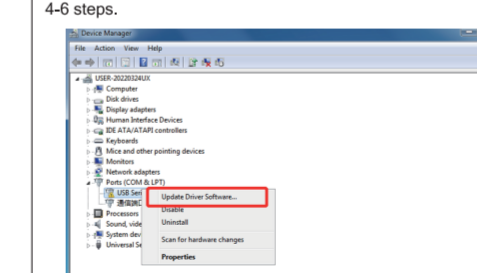 4-6 steps.
Device Manager
File Action View Help
USER-20220324UX
Computer
Disk drives
Display adapters
Human Interface Devices
IDE ATA/ATAPI controllers
Keyboards
Mice and other pointing devices
Monitors
Network adapters
Ports (COM & LPT)
USB Seri
Update Driver Software...
通信端口
Disable
Processors
Uninstall
Sound, vide
System dev
Scan for hardware changes
Universal Se
Properties